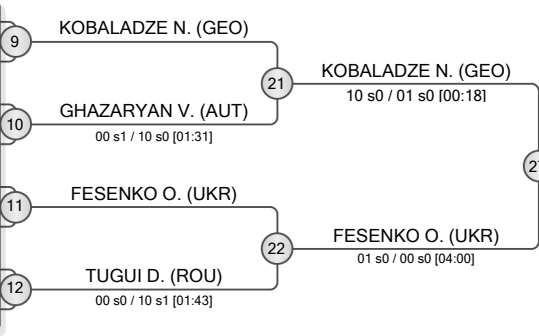 9
KOBALADZE N. (GEO)
21
KOBALADZE N. (GEO)
10 s0 / 01 s0 [00:18]
10
GHAZARYAN V. (AUT)
00 s1 / 10 s0 [01:31]
11
FESENKO O. (UKR)
22
FESENKO O. (UKR)
01 s0 / 00 s0 [04:00]
12
TUGUI D. (ROU)
00 s0 / 10 s1 [01:43]